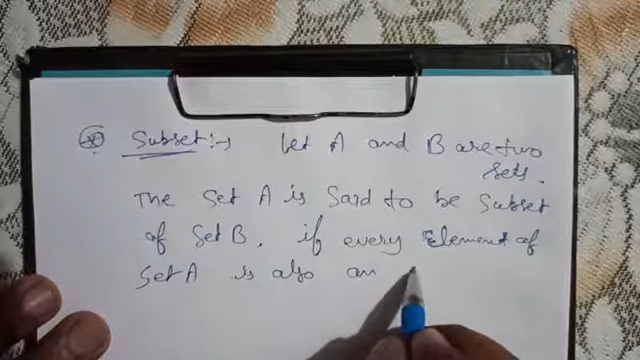 Subset:→ Let A and B are two
sets.
The Set A is Said to be Subset
of Set B, if every Element of
Set A is also an